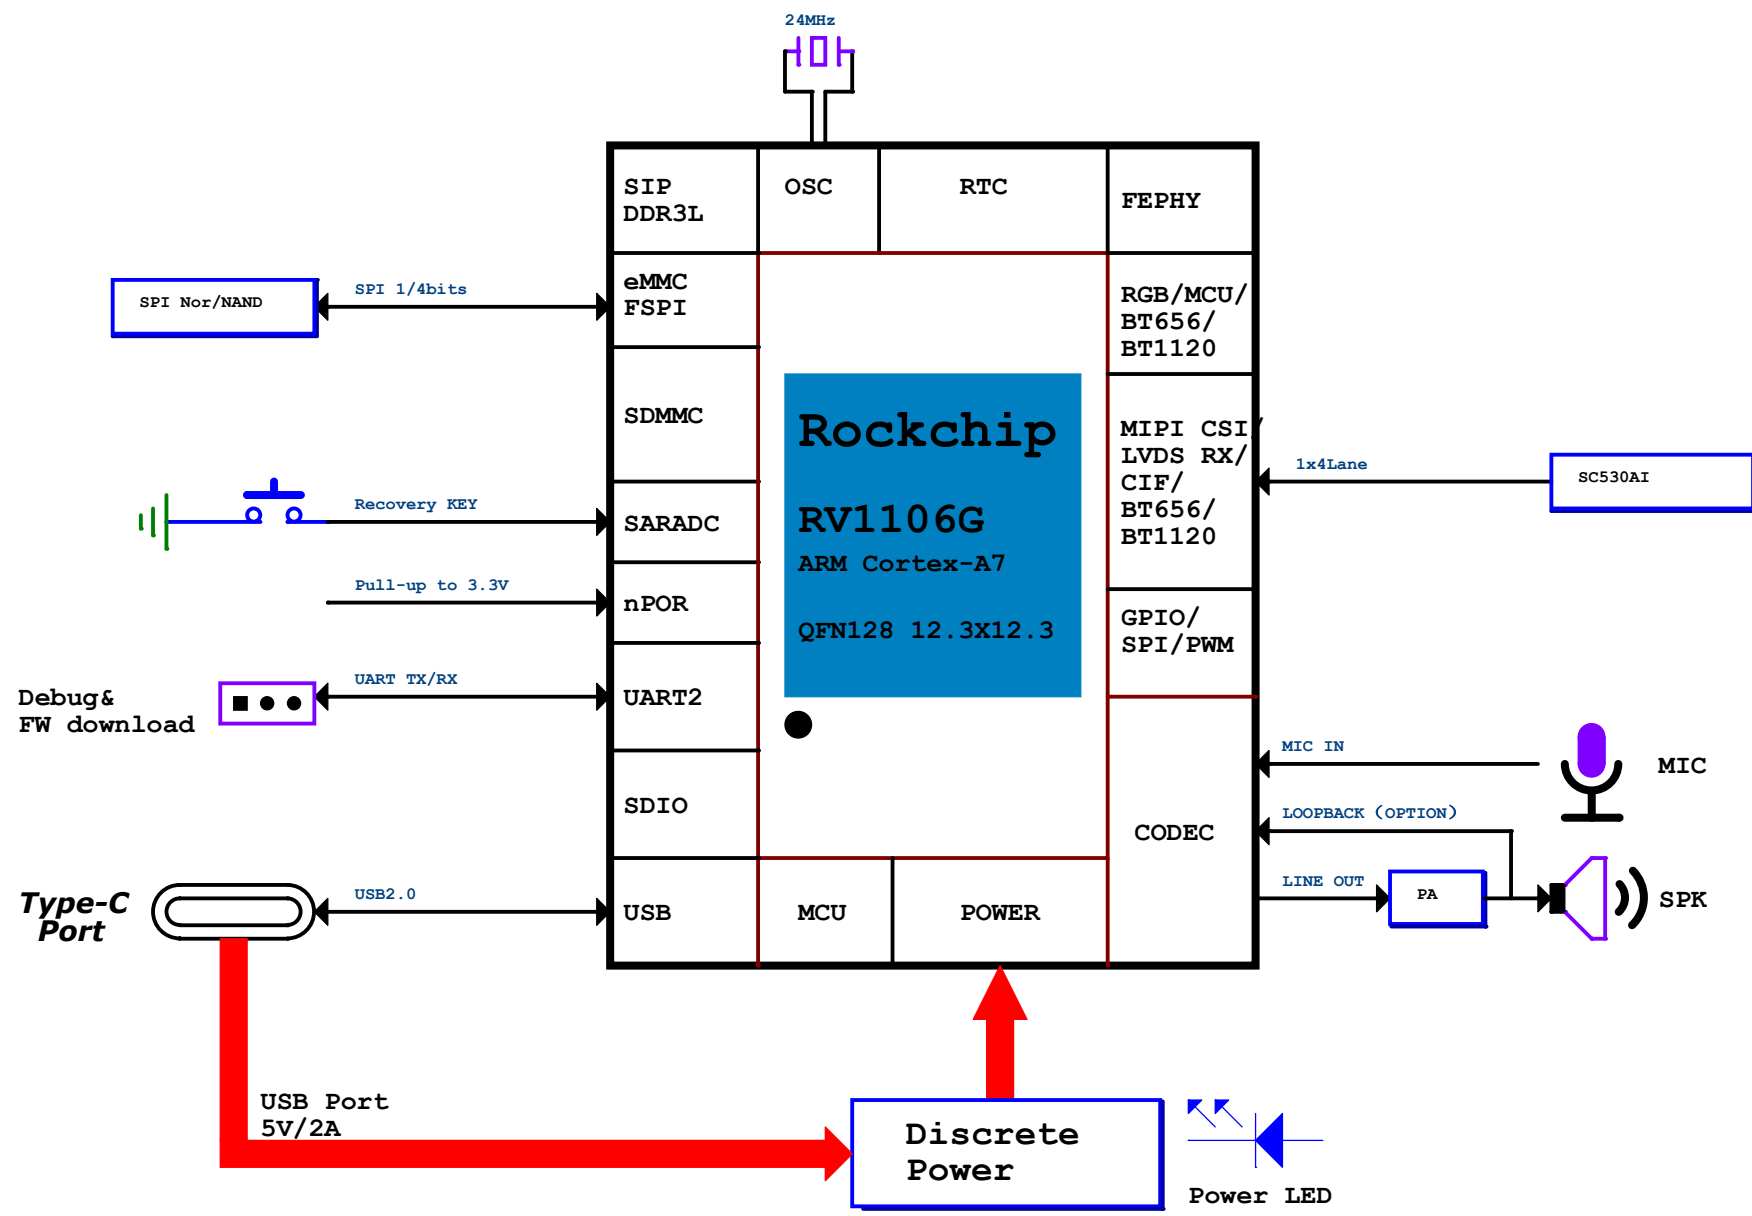 24MHz
SIP
DDR3L
OSC
RTC
FEPHY
SPI Nor/NAND
SPI 1/4bits
eMMC
FSPI
RGB/MCU/
BT656/
BT1120
SDMMC
Rockchip
RV1106G
ARM Cortex-A7
QFN128 12.3X12.3
MIPI CSI/
LVDS RX/
CIF/
BT656/
BT1120
1x4Lane
SC530AI
Recovery KEY
SARADC
Pull-up to 3.3V
nPOR
GPIO/
SPI/PWM
Debug&
FW download
UART TX/RX
UART2
MIC IN
MIC
SDIO
CODEC
LOOPBACK (OPTION)
LINE OUT
PA
SPK
Type-C
Port
USB2.0
USB
MCU
POWER
USB Port
5V/2A
Discrete
Power
Power LED